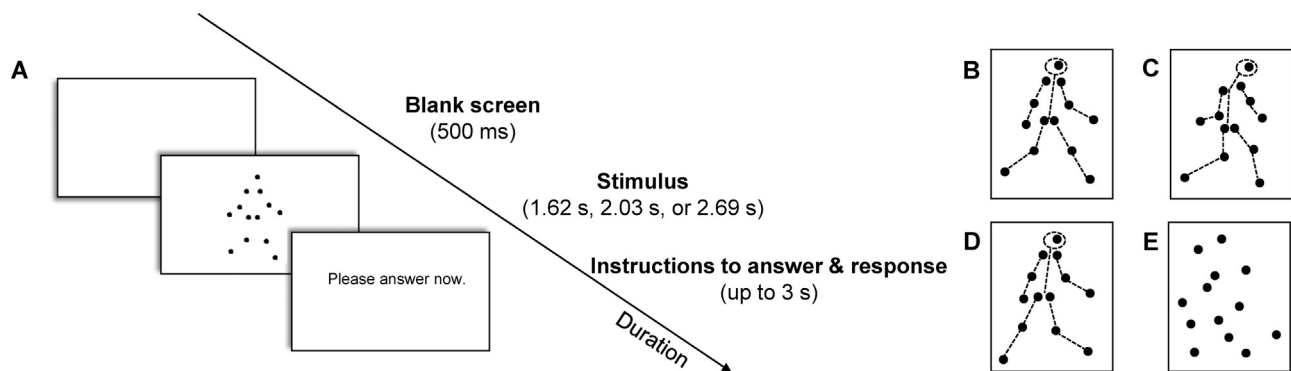 A
Blank screen
(500 ms)
Stimulus
(1.62 s, 2.03 s, or 2.69 s)
Please answer now.
Instructions to answer & response
(up to 3 s)
Duration
B
C
D
E